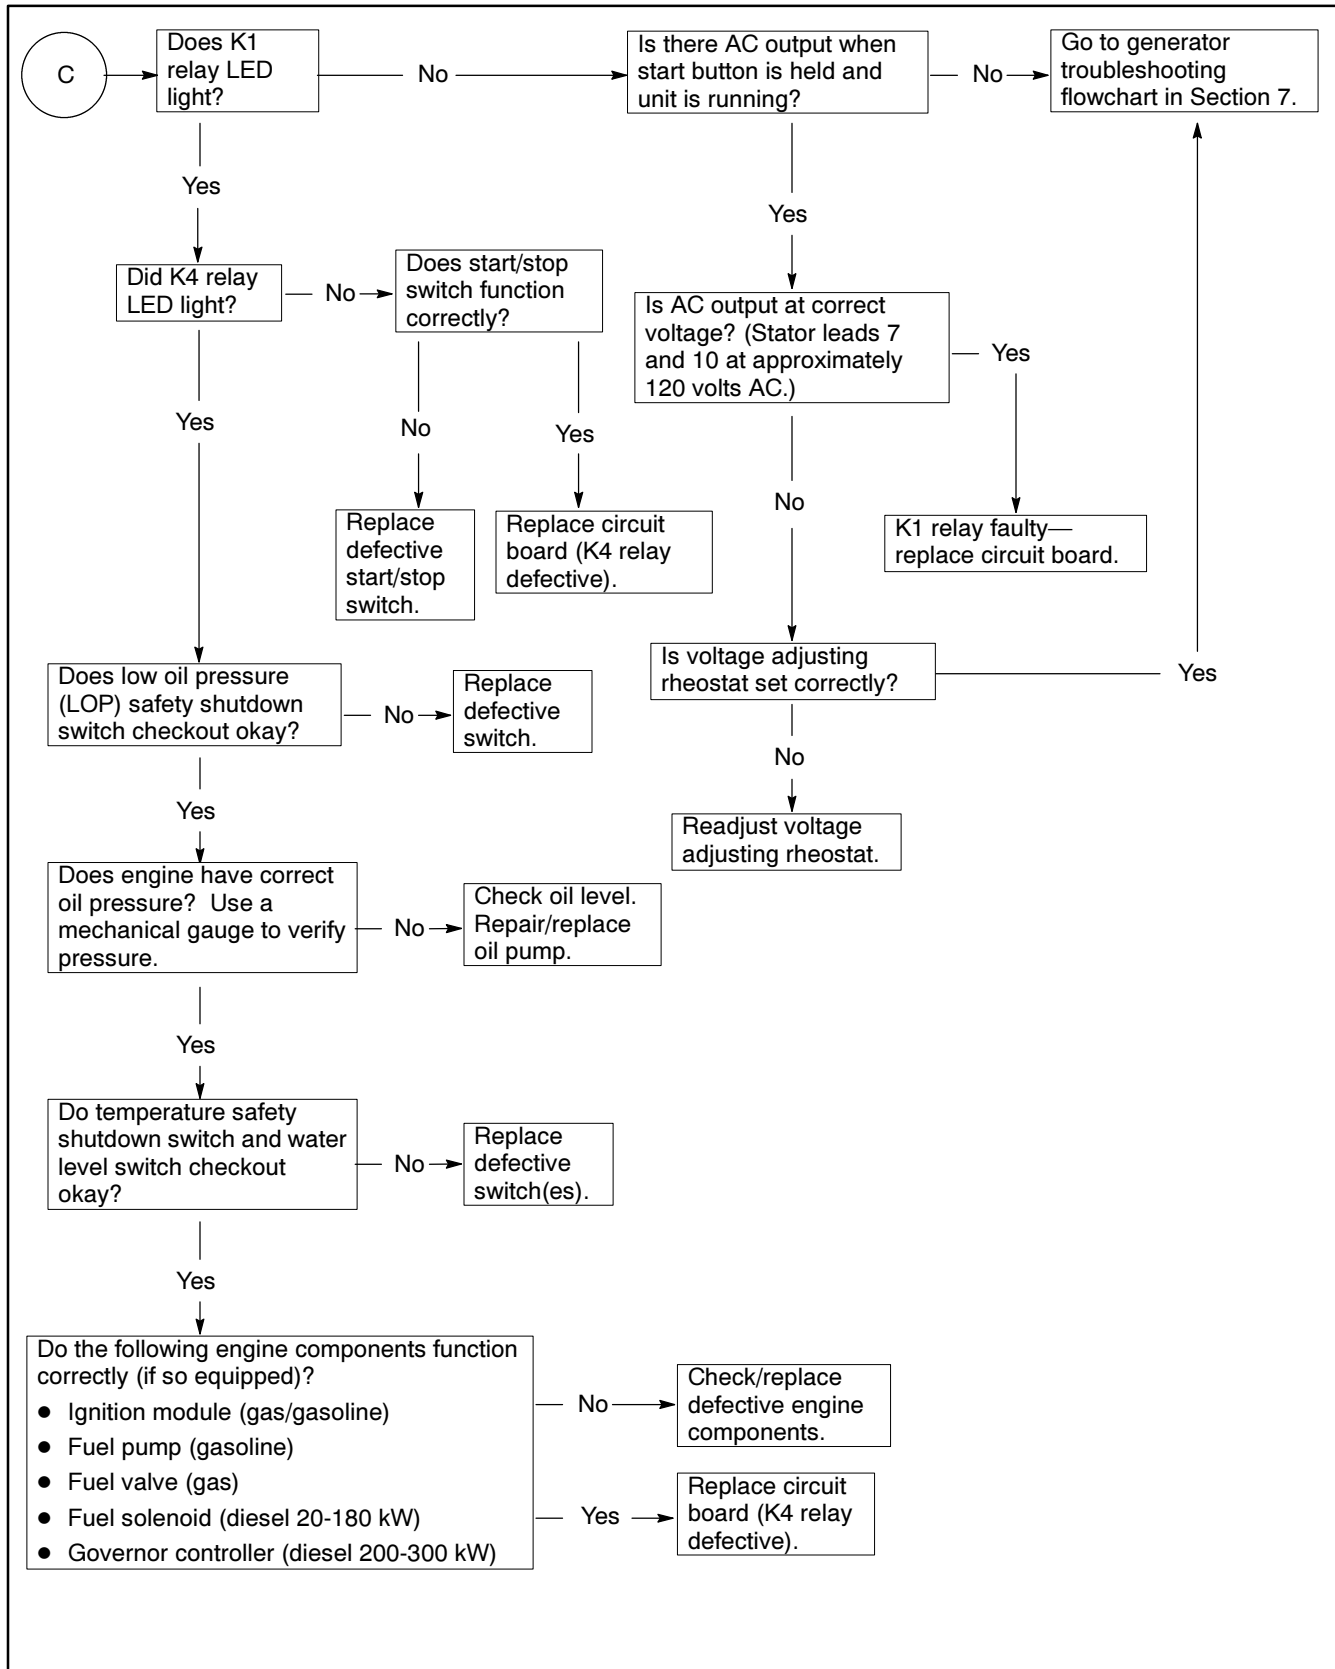 C
Does K1
relay LED
light?
No
Is there AC output when
start button is held and
unit is running?
No
Go to generator
troubleshooting
flowchart in Section 7.
Yes
Yes
Did K4 relay
LED light?
No
Does start/stop
switch function
correctly?
Is AC output at correct
voltage? (Stator leads 7
and 10 at approximately
120 volts AC.)
Yes
Yes
No
Yes
No
Replace
defective
start/stop
switch.
Replace circuit
board (K4 relay
defective).
K1 relay faulty—
replace circuit board.
Does low oil pressure
(LOP) safety shutdown
switch checkout okay?
No
Replace
defective
switch.
Is voltage adjusting
rheostat set correctly?
Yes
No
Yes
Readjust voltage
adjusting rheostat.
Does engine have correct
oil pressure? Use a
mechanical gauge to verify
pressure.
No
Check oil level.
Repair/replace
oil pump.
Yes
Do temperature safety
shutdown switch and water
level switch checkout
okay?
No
Replace
defective
switch(es).
Yes
Do the following engine components function
correctly (if so equipped)?
● Ignition module (gas/gasoline)
● Fuel pump (gasoline)
● Fuel valve (gas)
● Fuel solenoid (diesel 20-180 kW)
● Governor controller (diesel 200-300 kW)
No
Check/replace
defective engine
components.
Yes
Replace circuit
board (K4 relay
defective).